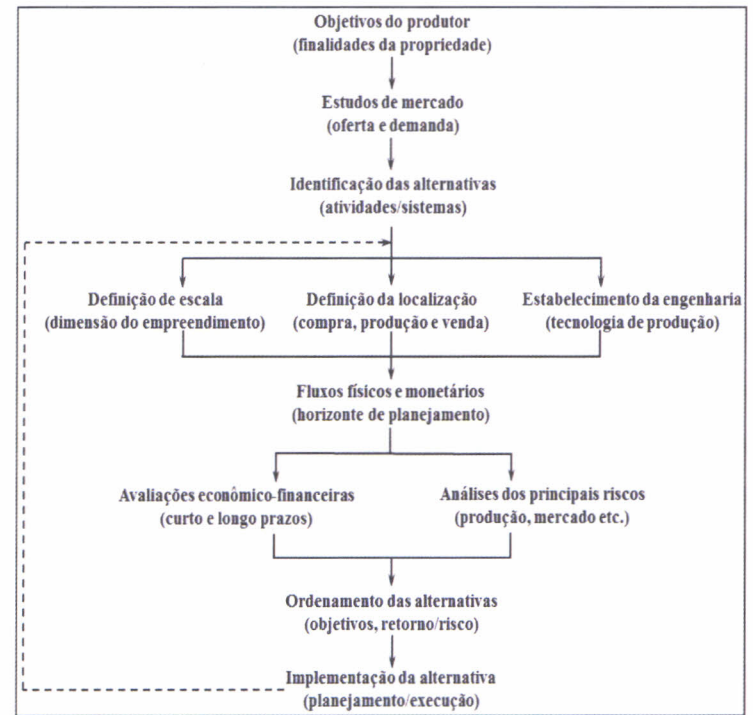 Objetivos do produtor
(finalidades da propriedade)
Estudos de mercado
(oferta e demanda)
Identificação das alternativas
(atividades/sistemas)
Definição de escala
(dimensão do empreendimento)
Definição da localização
(compra, produção e venda)
Estabelecimento da engenharia
(tecnologia de produção)
Fluxos físicos e monetários
(horizonte de planejamento)
Avaliações econômico-financeiras
(curto e longo prazos)
Análises dos principais riscos
(produção, mercado etc.)
Ordenamento das alternativas
(objetivos, retorno/risco)
Implementação da alternativa
(planejamento/execução)